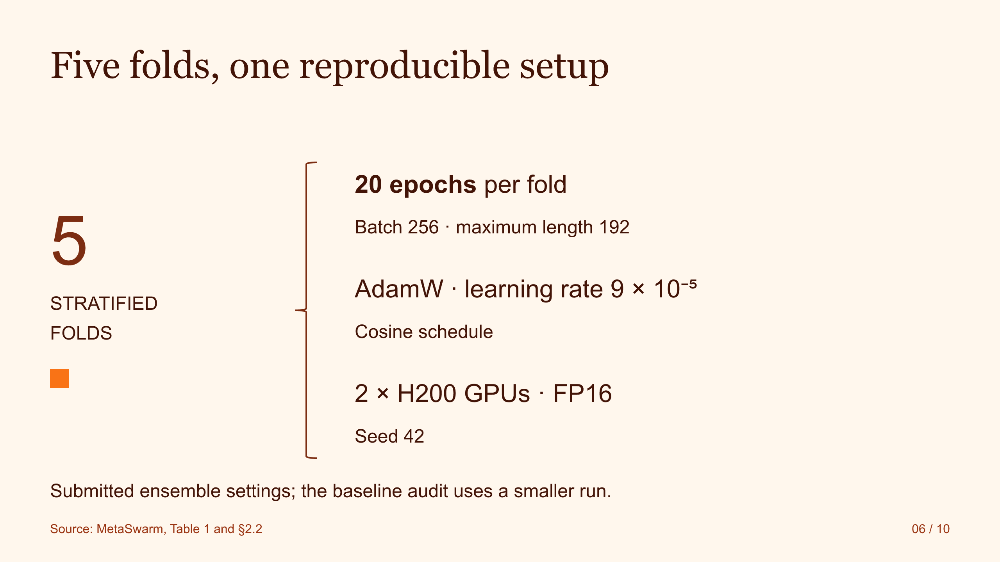 Five folds, one reproducible setup
5
STRATIFIED
FOLDS
20 epochs per fold
Batch 256 · maximum length 192
AdamW · learning rate 9 × 10⁻⁵
Cosine schedule
2 × H200 GPUs · FP16
Seed 42
Submitted ensemble settings; the baseline audit uses a smaller run.
Source: MetaSwarm, Table 1 and §2.2
06 / 10